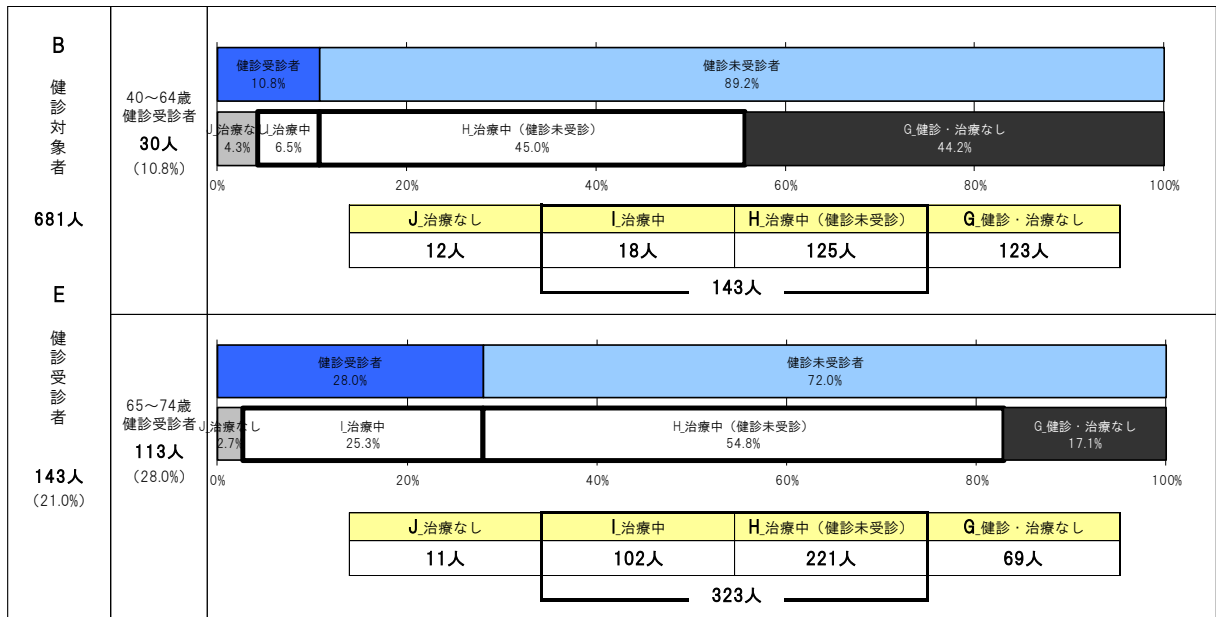 B
健診対象者
681人
E
健診受診者
143人
(21.0%)
40～64歳
健診受診者
30人
(10.8%)
健診受診者
10.8%
健診未受診者
89.2%
J_治療なし
4.3%
I_治療中
6.5%
H_治療中（健診未受診）
45.0%
G_健診・治療なし
44.2%
0% 20% 40% 60% 80% 100%
J_治療なし I_治療中 H_治療中（健診未受診） G_健診・治療なし
12人 18人 125人 123人
143人
65～74歳
健診受診者
113人
(28.0%)
健診受診者
28.0%
健診未受診者
72.0%
J_治療なし
2.7%
I_治療中
25.3%
H_治療中（健診未受診）
54.8%
G_健診・治療なし
17.1%
0% 20% 40% 60% 80% 100%
J_治療なし I_治療中 H_治療中（健診未受診） G_健診・治療なし
11人 102人 221人 69人
323人